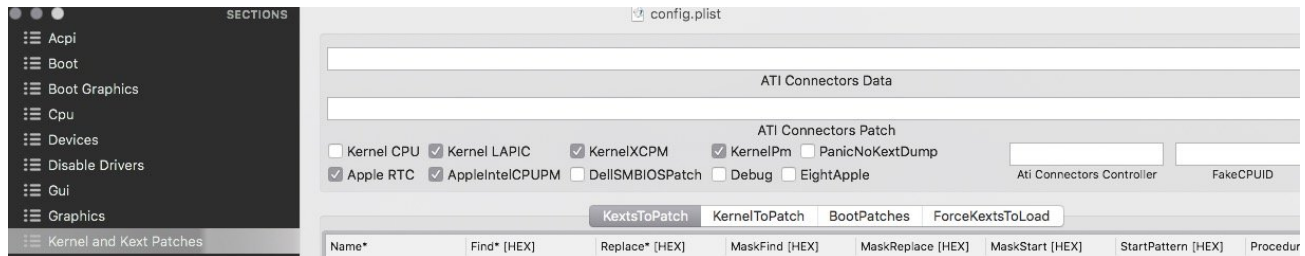 SECTIONS
config.plist
Acpi
Boot
Boot Graphics
Cpu
Devices
Disable Drivers
Gui
Graphics
Kernel and Kext Patches
ATI Connectors Data
ATI Connectors Patch
Kernel CPU Kernel LAPIC KernelXCPM KernelPm PanicNoKextDump
Apple RTC AppleIntelCPUPM DellSMBIOSPatch Debug EightApple
Ati Connectors Controller FakeCPUID
KextsToPatch KernelToPatch BootPatches ForceKextsToLoad
Name* Find* [HEX] Replace* [HEX] MaskFind [HEX] MaskReplace [HEX] MaskStart [HEX] StartPattern [HEX] Procedur